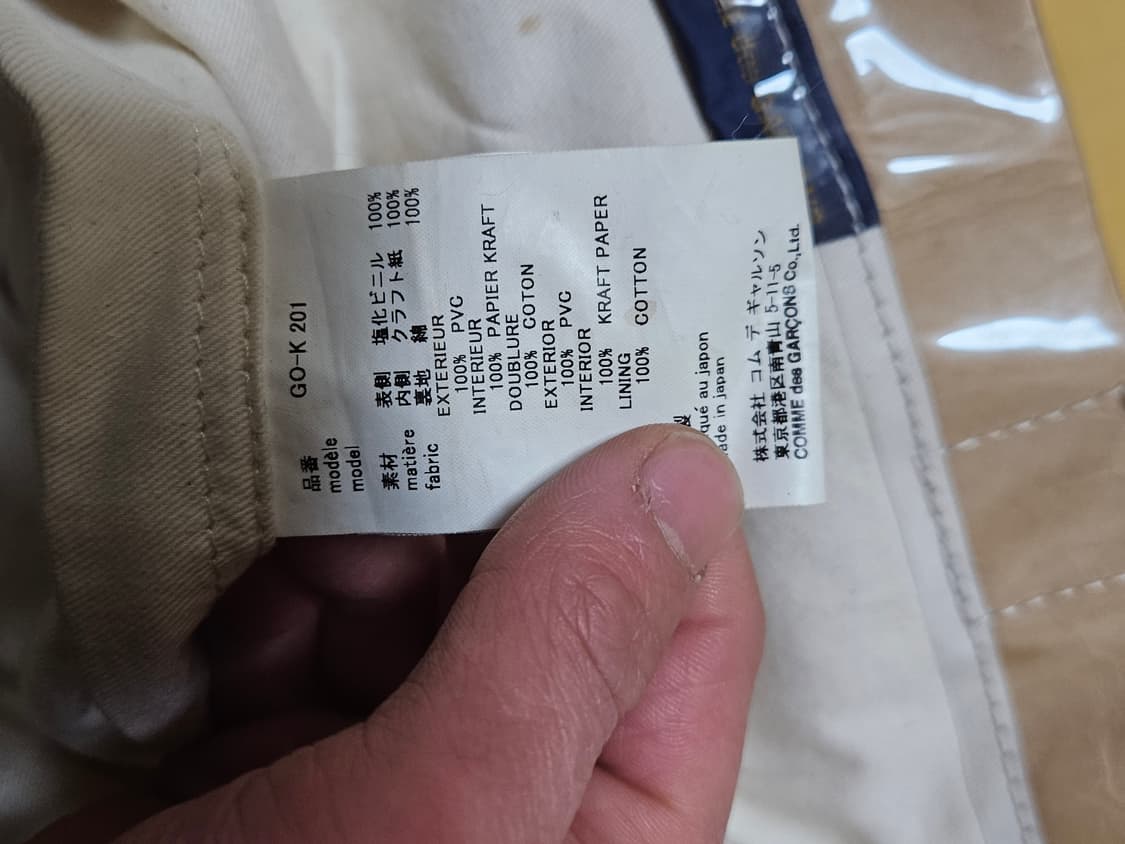 品番
modèle
model
GO-K 201
素材
matière
fabric
表側 塩化ビニル 100%
内側 クラフト紙 100%
裏地 綿 100%
EXTERIEUR
100% PVC
INTERIEUR
100% PAPIER KRAFT
DOUBLURE
100% COTON
EXTERIOR
100% PVC
INTERIOR
100% KRAFT PAPER
LINING
100% COTTON
製
qué au japon
ade in japan
株式会社 コム デ ギャルソン
東京都港区南青山 5-11-5
COMME des GARÇONS Co.,Ltd.